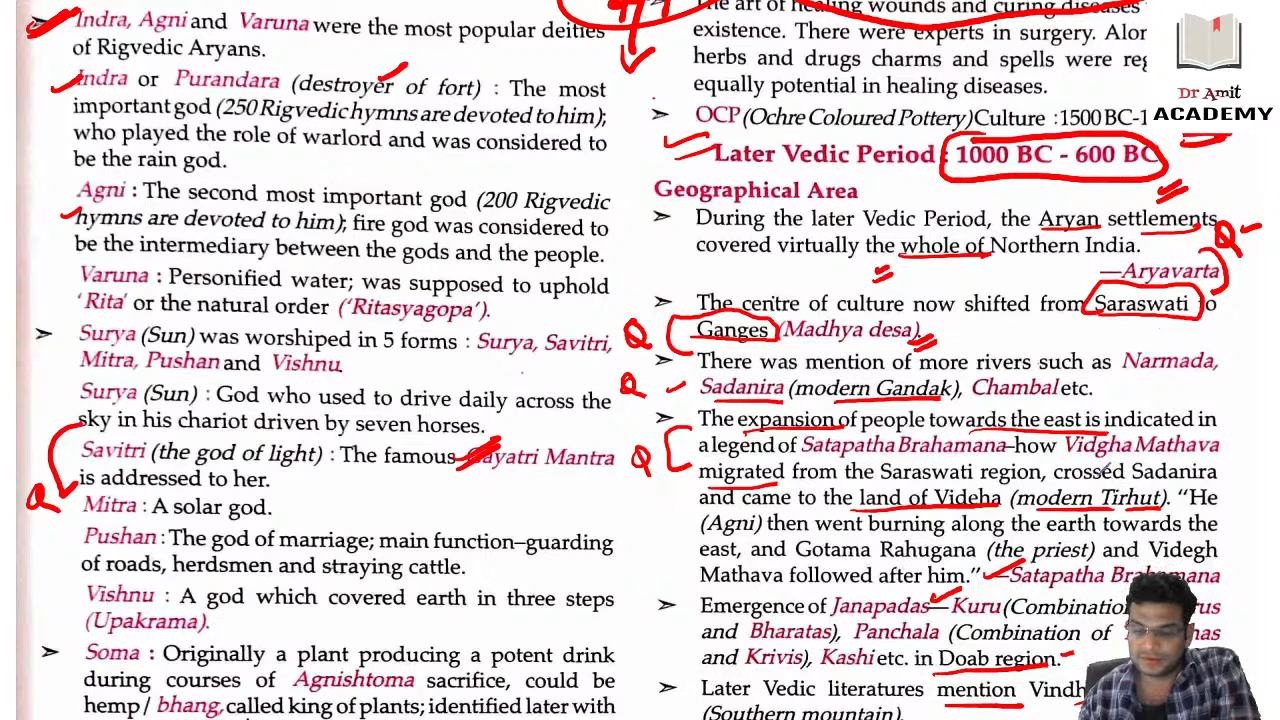 Indra, Agni and Varuna were the most popular deities
of Rigvedic Aryans.
Indra or Purandara (destroyer of fort) : The most
important god (250 Rigvedic hymns are devoted to him);
who played the role of warlord and was considered to
be the rain god.
Agni : The second most important god (200 Rigvedic
hymns are devoted to him); fire god was considered to
be the intermediary between the gods and the people.
Varuna : Personified water; was supposed to uphold
'Rita' or the natural order ('Ritasyagopa').
Surya (Sun) was worshiped in 5 forms : Surya, Savitri,
Mitra, Pushan and Vishnu.
Surya (Sun) : God who used to drive daily across the
sky in his chariot driven by seven horses.
Savitri (the god of light) : The famous Gayatri Mantra
is addressed to her.
Mitra : A solar god.
Pushan : The god of marriage; main function–guarding
of roads, herdsmen and straying cattle.
Vishnu : A god which covered earth in three steps
(Upakrama).
Soma : Originally a plant producing a potent drink
during courses of Agnishtoma sacrifice, could be
hemp/ bhang, called king of plants; identified later with
The art of healing wounds and curing diseases
existence. There were experts in surgery. Alor
herbs and drugs charms and spells were reg
equally potential in healing diseases.
OCP (Ochre Coloured Pottery) Culture : 1500 BC-1
Later Vedic Period : 1000 BC - 600 BC
Geographical Area
During the later Vedic Period, the Aryan settlements
covered virtually the whole of Northern India.
—Aryavarta
The centre of culture now shifted from Saraswati to
Ganges (Madhya desa).
There was mention of more rivers such as Narmada,
Sadanira (modern Gandak), Chambal etc.
The expansion of people towards the east is indicated in
a legend of Satapatha Brahamana–how Vidgha Mathava
migrated from the Saraswati region, crossed Sadanira
and came to the land of Videha (modern Tirhut). "He
(Agni) then went burning along the earth towards the
east, and Gotama Rahugana (the priest) and Videgh
Mathava followed after him." —Satapatha Brahamana
Emergence of Janapadas—Kuru (Combination
and Bharatas), Panchala (Combination of
and Krivis), Kashi etc. in Doab region.
Later Vedic literatures mention Vindh
(Southern mountain).
Dr Amit
ACADEMY
Q
Q
Q
Q
Q